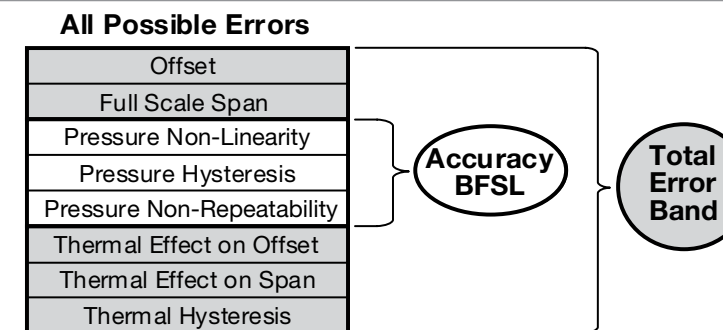 All Possible Errors
Offset
Full Scale Span
Pressure Non-Linearity
Pressure Hysteresis
Pressure Non-Repeatability
Thermal Effect on Offset
Thermal Effect on Span
Thermal Hysteresis
Accuracy
BFSL
Total
Error
Band